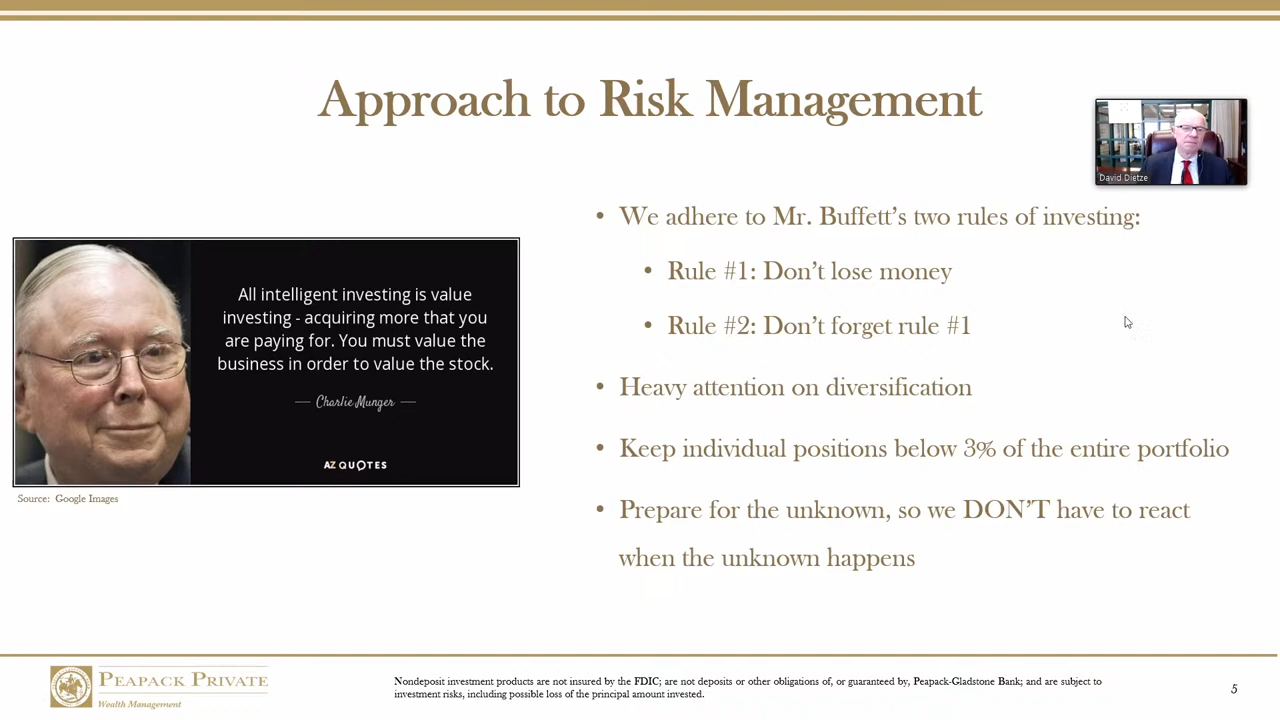 Approach to Risk Management
David Dietze
• We adhere to Mr. Buffett’s two rules of investing:
• Rule #1: Don’t lose money
• Rule #2: Don’t forget rule #1
• Heavy attention on diversification
• Keep individual positions below 3% of the entire portfolio
• Prepare for the unknown, so we DON’T have to react
when the unknown happens
All intelligent investing is value
investing - acquiring more that you
are paying for. You must value the
business in order to value the stock.
— Charlie Munger —
AZ QUOTES
Source: Google Images
PEAPACK PRIVATE
Wealth Management
Nondeposit investment products are not insured by the FDIC; are not deposits or other obligations of, or guaranteed by, Peapack-Gladstone Bank; and are subject to
investment risks, including possible loss of the principal amount invested.
5